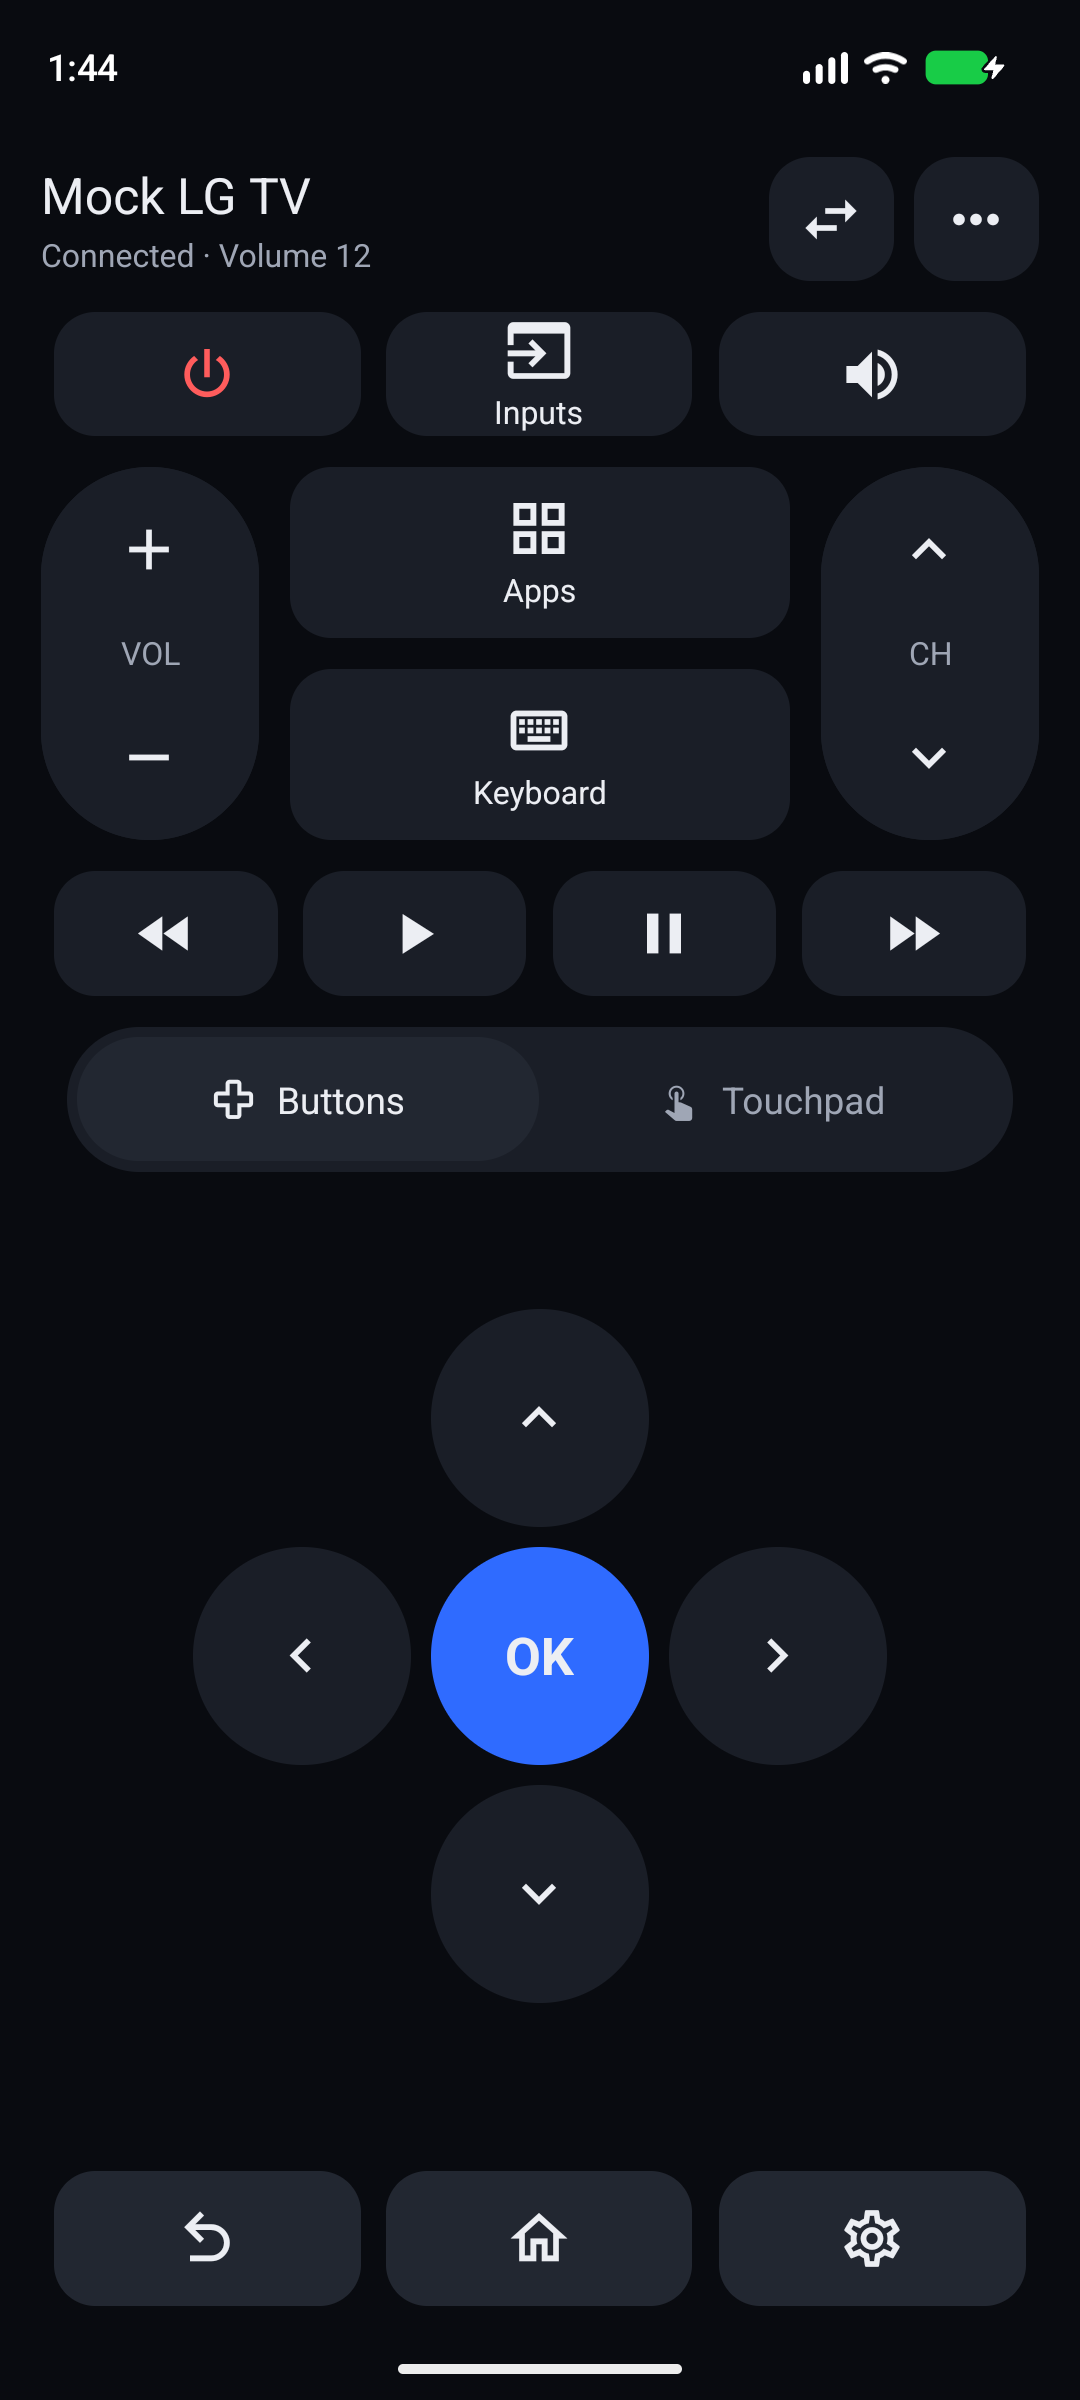 1:44
Mock LG TV
Connected · Volume 12
Inputs
Apps
VOL
CH
Keyboard
Buttons
Touchpad
OK